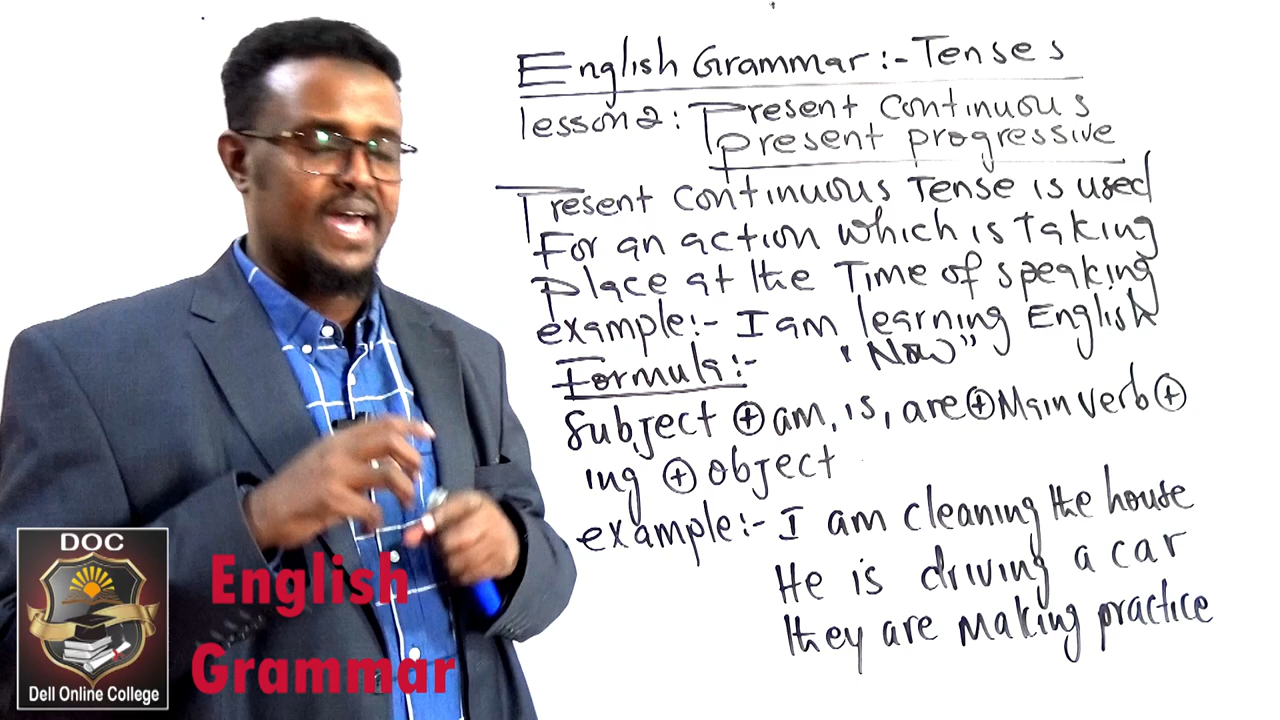 English Grammar :- Tenses
lesson 2 : Present continuous
present progressive
Present continuous Tense is used
For an action which is Taking
Place at the Time of speaking
example:- I am learning English
"Now"
Formula:-
Subject ⊕ am, is, are ⊕ Main verb ⊕
ing ⊕ object
example:- I am cleaning the house
He is driving a car
they are making practice
DOC
Dell Online College
English
Grammar